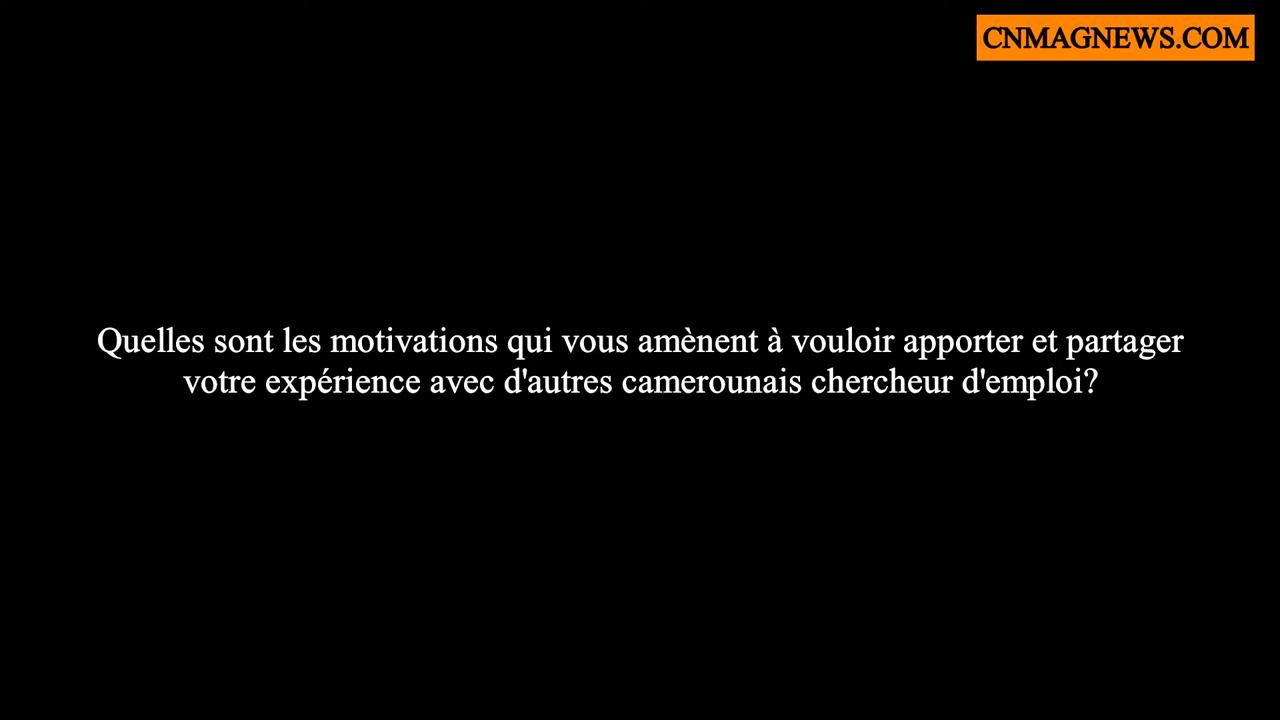 CNMAGNEWS.COM
Quelles sont les motivations qui vous amènent à vouloir apporter et partager
votre expérience avec d'autres camerounais chercheur d'emploi?